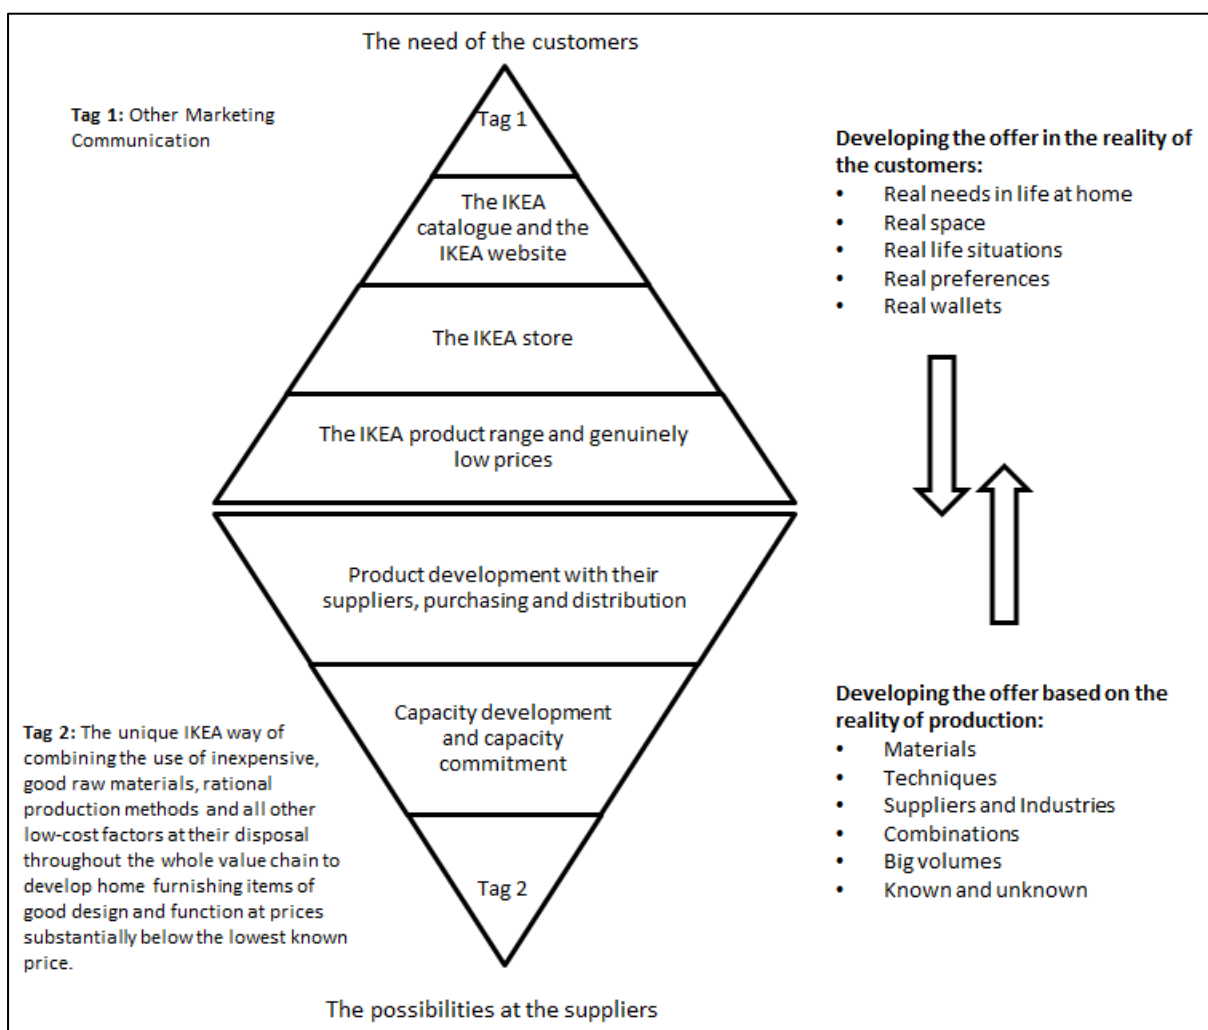 The need of the customers
Tag 1: Other Marketing
Communication
Tag 1
The IKEA
catalogue and the
IKEA website
The IKEA store
The IKEA product range and genuinely
low prices
Developing the offer in the reality of
the customers:
• Real needs in life at home
• Real space
• Real life situations
• Real preferences
• Real wallets
Product development with their
suppliers, purchasing and distribution
Capacity development
and capacity
commitment
Tag 2
Tag 2: The unique IKEA way of
combining the use of inexpensive,
good raw materials, rational
production methods and all other
low-cost factors at their disposal
throughout the whole value chain to
develop home furnishing items of
good design and function at prices
substantially below the lowest known
price.
Developing the offer based on the
reality of production:
• Materials
• Techniques
• Suppliers and Industries
• Combinations
• Big volumes
• Known and unknown
The possibilities at the suppliers